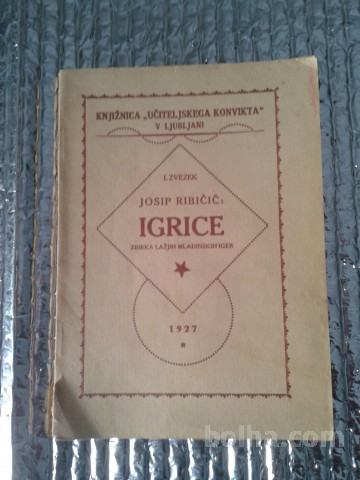 KNJIŽNICA „UČITELJSKEGA KONVIKTA“
V LJUBLJANI
I. ZVEZEK
JOSIP RIBIČIČ:
IGRICE
ZBIRKA LAŽJIH MLADINSKIH IGER
1927
bolha.com